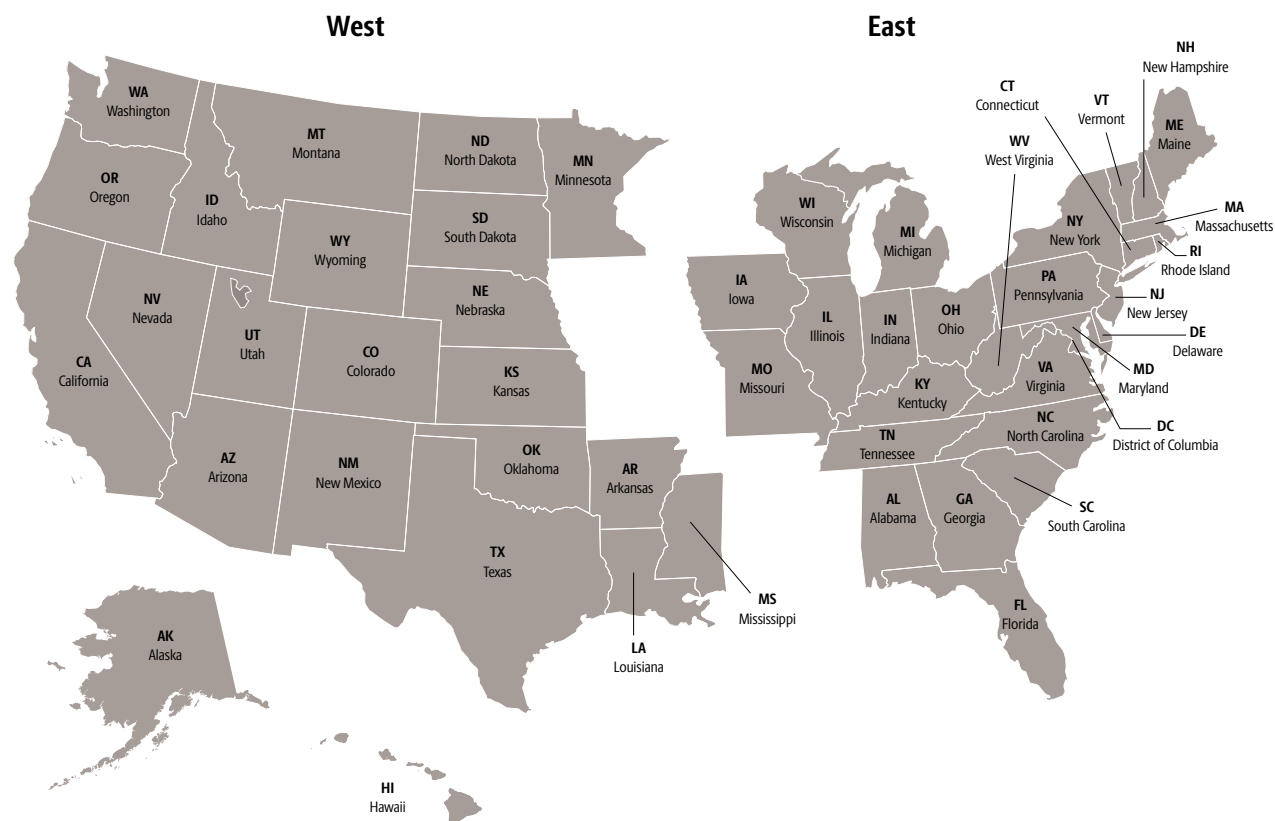 West
WA
Washington
OR
Oregon
CA
California
ID
Idaho
NV
Nevada
MT
Montana
WY
Wyoming
UT
Utah
CO
Colorado
AZ
Arizona
NM
New Mexico
ND
North Dakota
SD
South Dakota
NE
Nebraska
KS
Kansas
OK
Oklahoma
TX
Texas
MN
Minnesota
AR
Arkansas
LA
Louisiana
MS
Mississippi
AK
Alaska
HI
Hawaii
East
NH
New Hampshire
CT
Connecticut
VT
Vermont
ME
Maine
WV
West Virginia
WI
Wisconsin
MI
Michigan
NY
New York
MA
Massachusetts
RI
Rhode Island
IA
Iowa
IL
Illinois
IN
Indiana
OH
Ohio
PA
Pennsylvania
NJ
New Jersey
DE
Delaware
MD
Maryland
MO
Missouri
KY
Kentucky
VA
Virginia
DC
District of Columbia
TN
Tennessee
NC
North Carolina
SC
South Carolina
AL
Alabama
GA
Georgia
FL
Florida